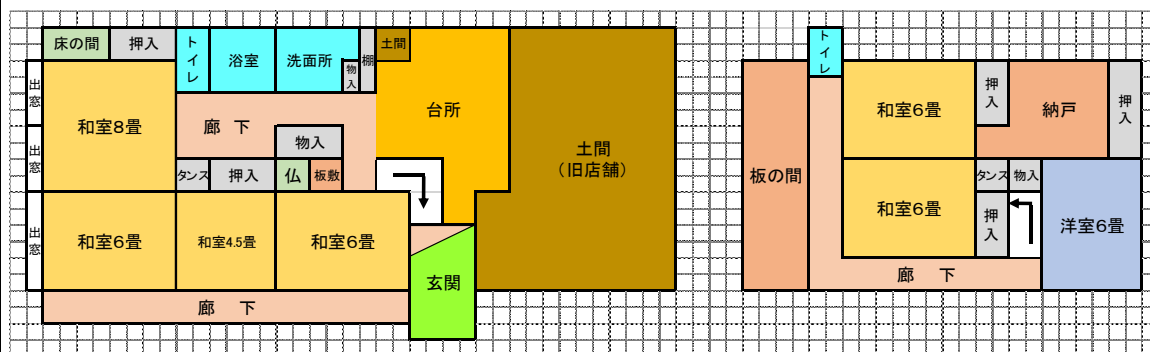 床の間
押入
トイレ
浴室
洗面所
物入
棚
土間
台所
土間
(旧店舗)
出窓
和室8畳
廊　下
物入
出窓
タンス
押入
仏
板敷
出窓
和室6畳
和室4.5畳
和室6畳
玄関
廊　下
トイレ
和室6畳
押入
納戸
押入
板の間
和室6畳
タンス
物入
押入
洋室6畳
廊　下